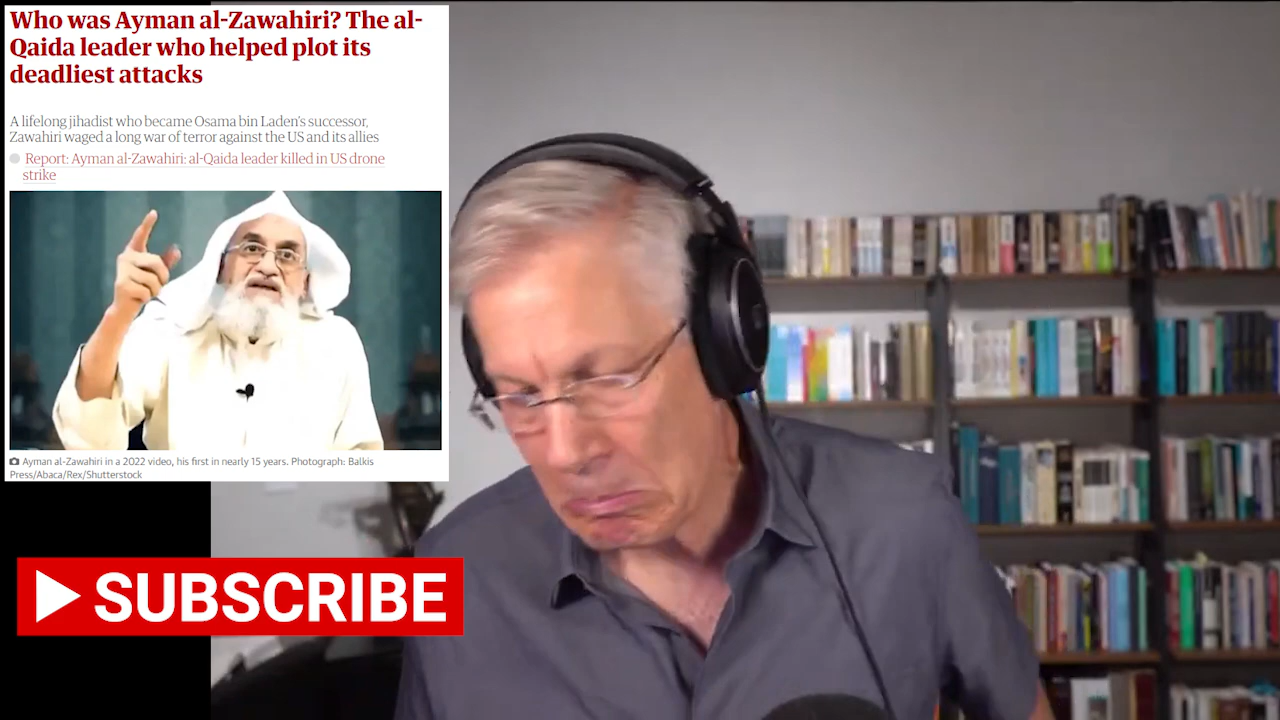 Who was Ayman al-Zawahiri? The al-
Qaida leader who helped plot its
deadliest attacks
A lifelong jihadist who became Osama bin Laden's successor,
Zawahiri waged a long war of terror against the US and its allies
Report: Ayman al-Zawahiri: al-Qaida leader killed in US drone
strike
Ayman al-Zawahiri in a 2022 video, his first in nearly 15 years. Photograph: Balkis
Press/Abaca/Rex/Shutterstock
SUBSCRIBE